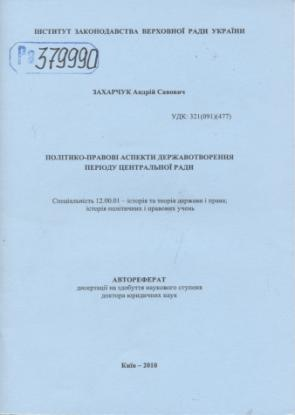 ІНСТИТУТ ЗАКОНОДАВСТВА ВЕРХОВНОЇ РАДИ УКРАЇНИ
Ра 379990
ЗАХАРЧУК Андрій Савович
УДК: 321(091)(477)
ПОЛІТИКО-ПРАВОВІ АСПЕКТИ ДЕРЖАВОТВОРЕННЯ
ПЕРІОДУ ЦЕНТРАЛЬНОЇ РАДИ
Спеціальність 12.00.01 – історія та теорія держави і права;
історія політичних і правових учень
АВТОРЕФЕРАТ
дисертації на здобуття наукового ступеня
доктора юридичних наук
Київ – 2010